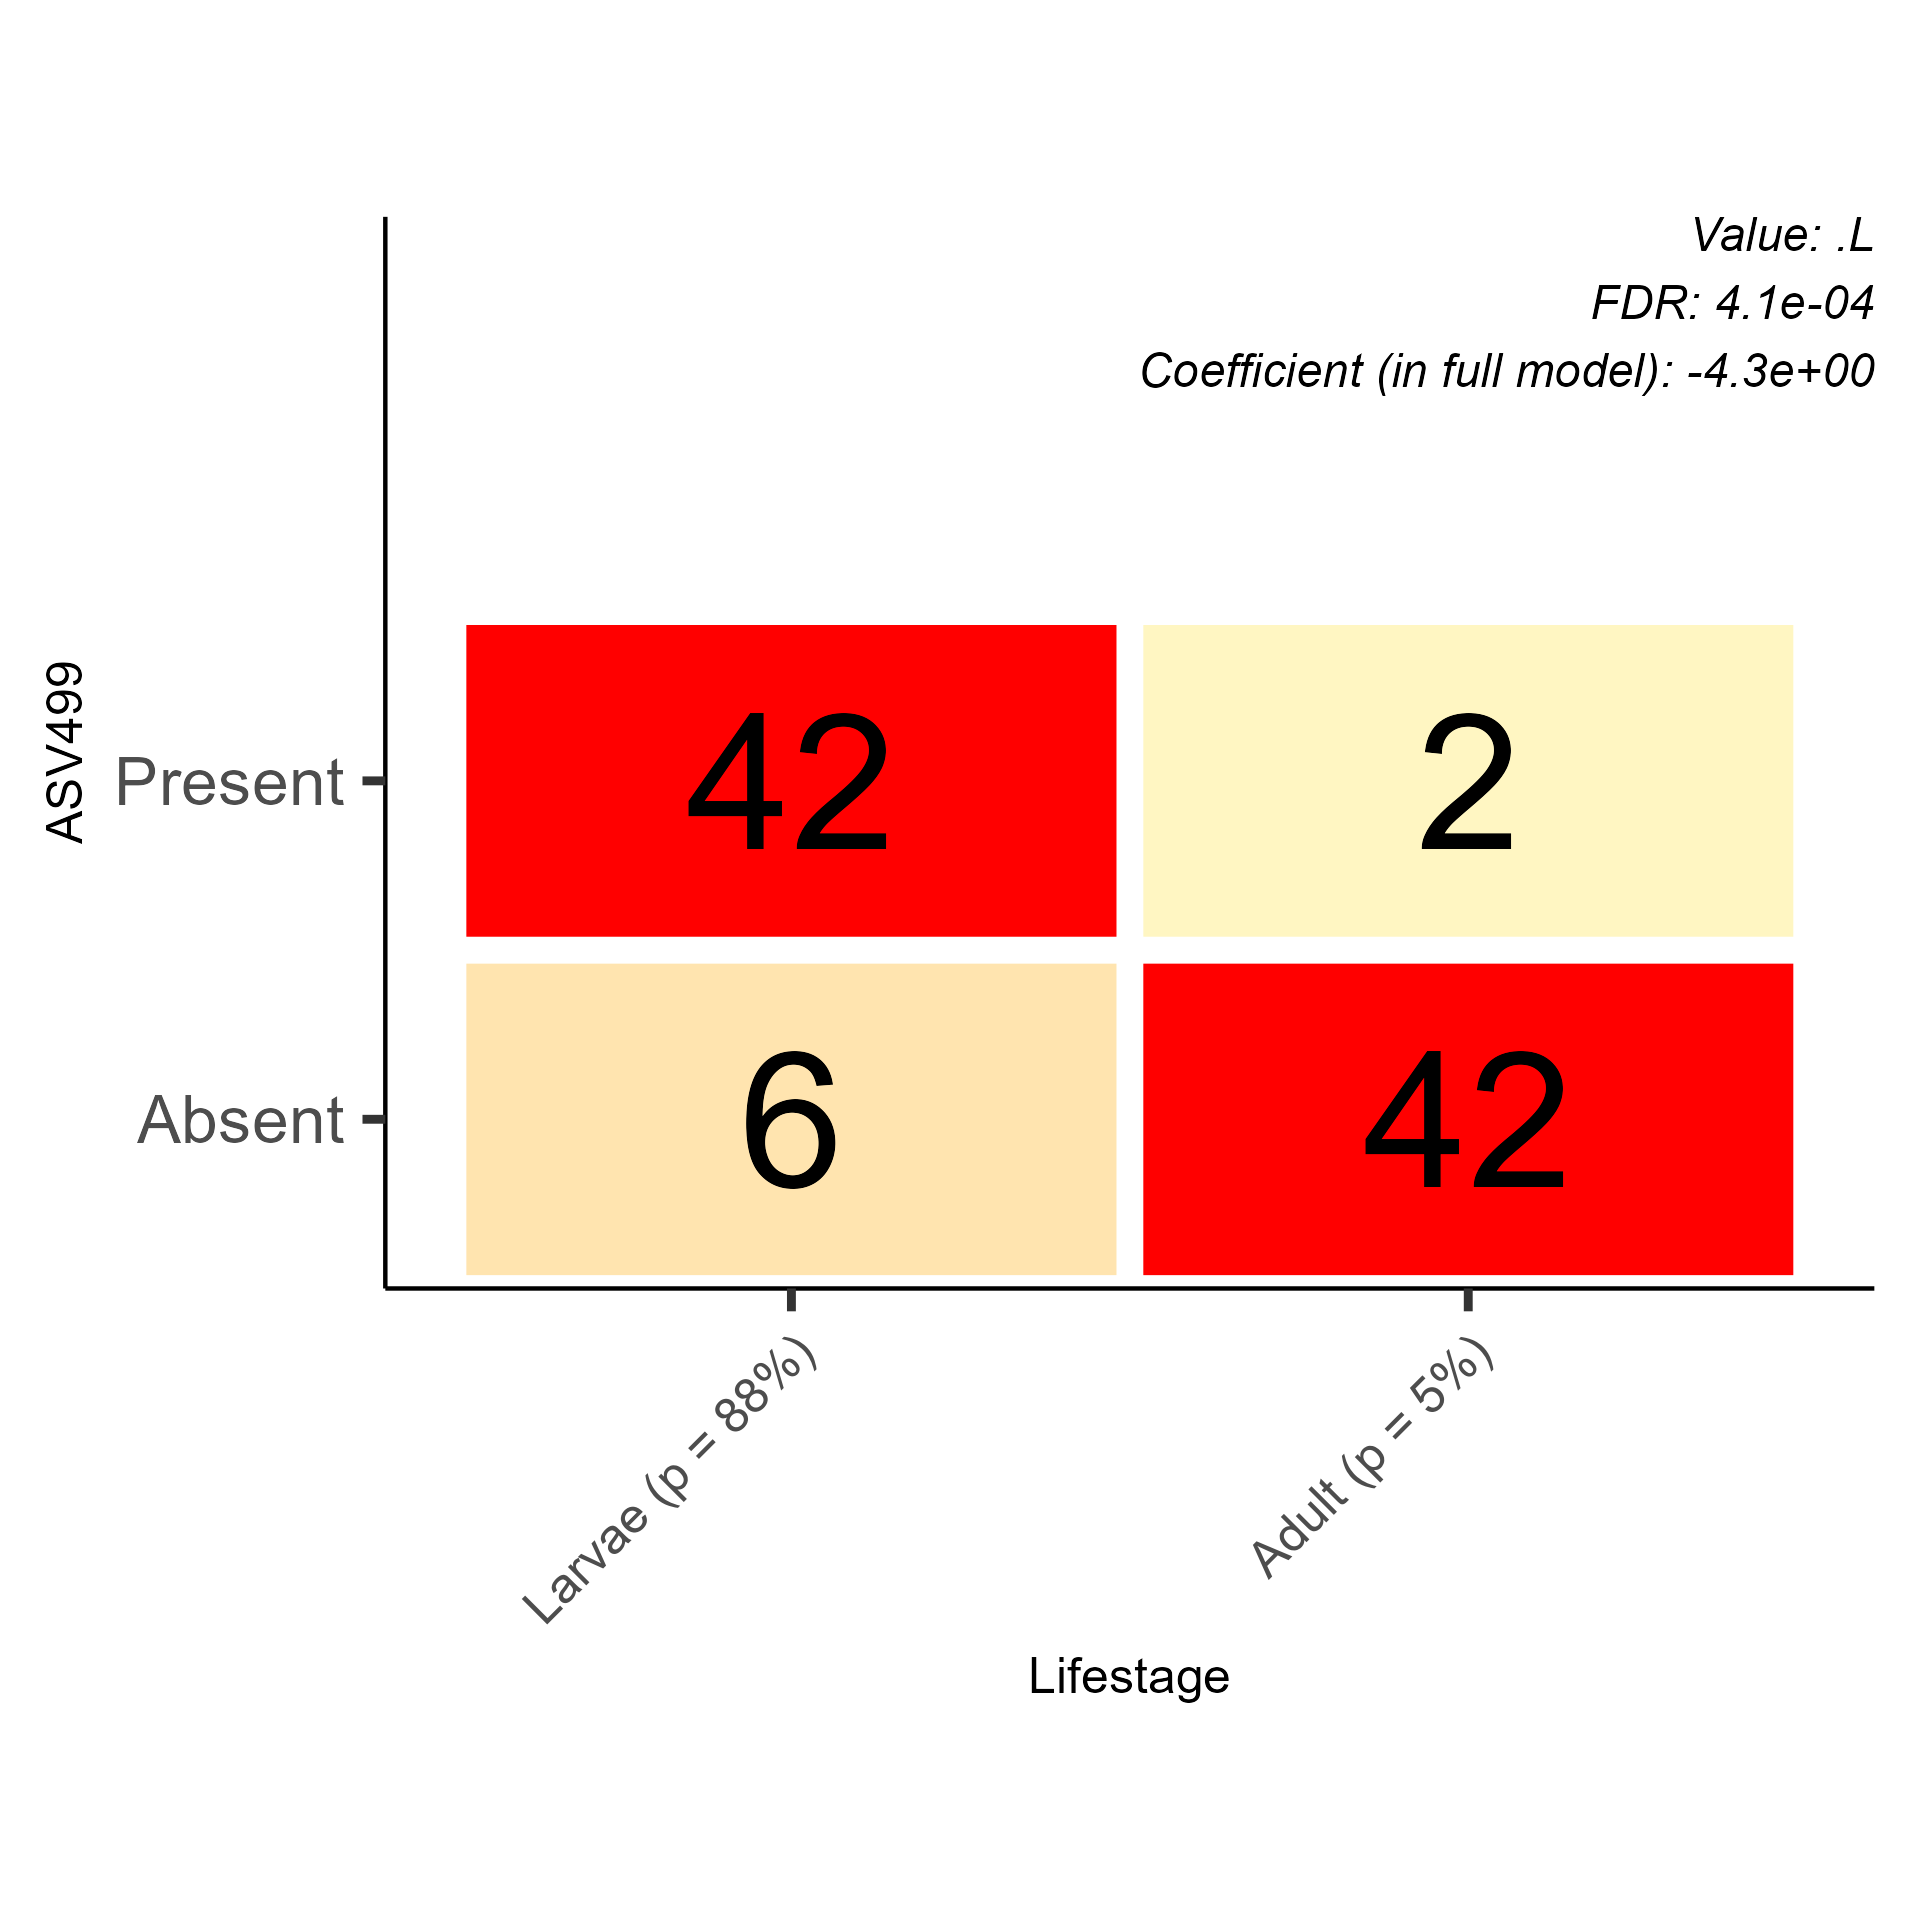 Value: .L
FDR: 4.1e-04
Coefficient (in full model): -4.3e+00
ASV499
Present
42
2
Absent
6
42
Larvae (p = 88%)
Adult (p = 5%)
Lifestage